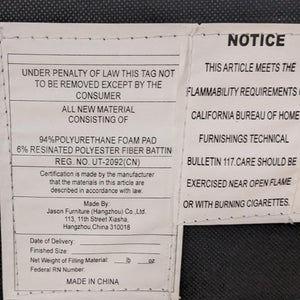 UNDER PENALTY OF LAW THIS TAG NOT
TO BE REMOVED EXCEPT BY THE
CONSUMER
ALL NEW MATERIAL
CONSISTING OF
94%POLYURETHANE FOAM PAD
6% RESINATED POLYESTER FIBER BATTIN
REG. NO. UT-2092(CN)
Certification is made by the manufacturer
that the materials in this article are
described in accordance with law.
Made by:
Jason Furniture (Hangzhou) Co.,Ltd.
113, 11th Street Xiasha,
Hangzhou,China 310018
Date of Delivery:
Finished Size:
Net Weight of Filling Material: lb oz
Federal RN Number:
MADE IN CHINA
NOTICE
THIS ARTICLE MEETS THE
FLAMMABILITY REQUIREMENTS O
CALIFORNIA BUREAU OF HOME
FURNISHINGS TECHNICAL
BULLETIN 117.CARE SHOULD BE
EXERCISED NEAR OPEN FLAME
OR WITH BURNING CIGARETTES.